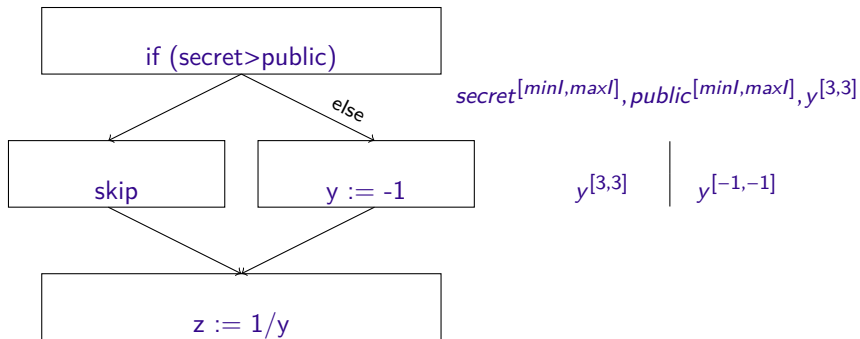 if (secret>public)
secret[minI,maxI], public[minI,maxI], y[3,3]
else
skip
y := -1
y[3,3]
y[−1,−1]
z := 1/y